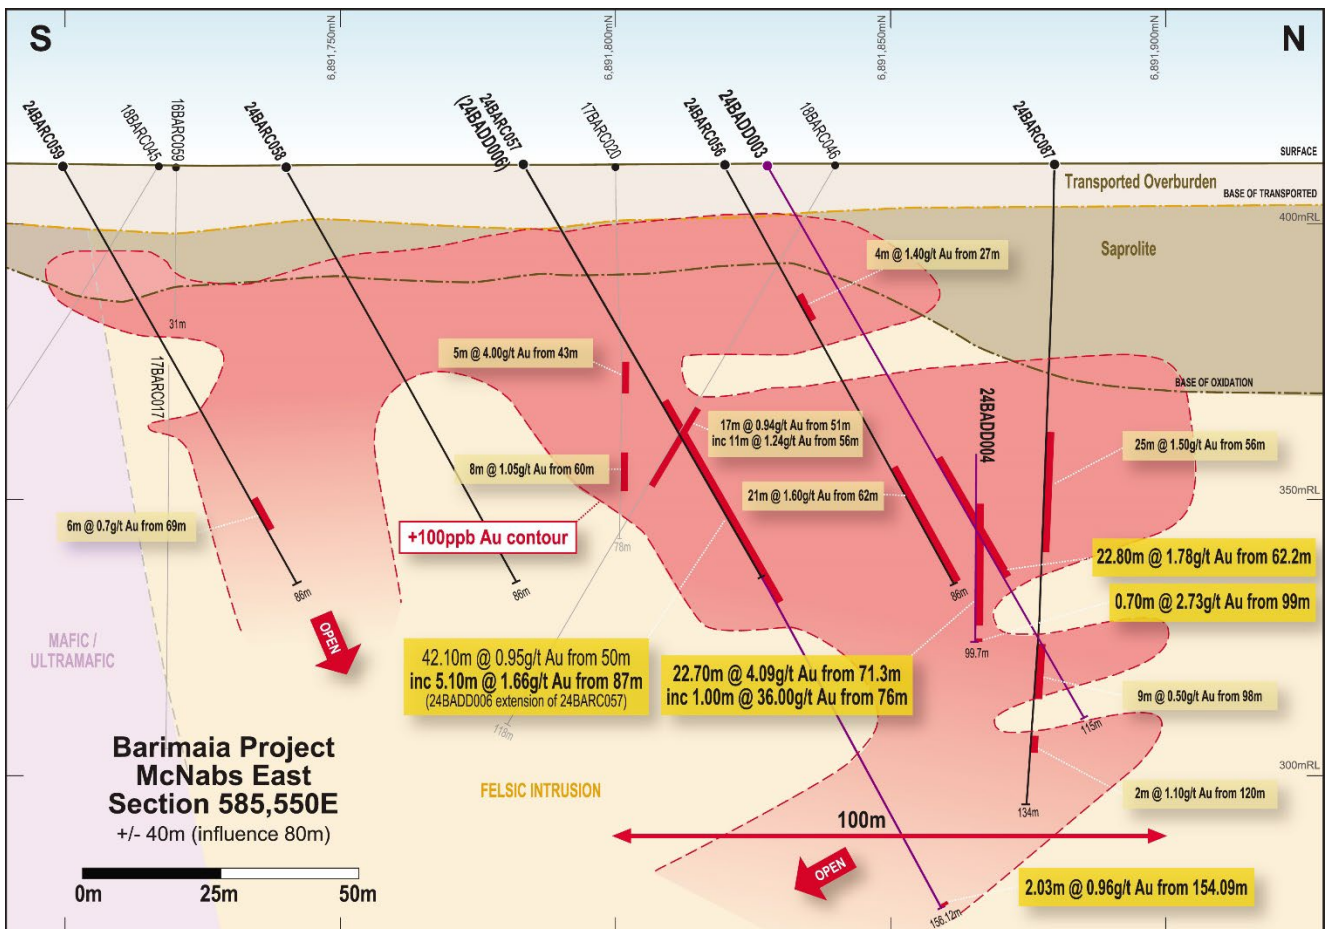 S
N
6,891,750mN
6,891,800mN
6,891,850mN
6,891,900mN
24BARC059
18BARC045
16BARC059
24BARC058
24BARC057
(24BADD006)
17BARC020
24BARC056
24BADD003
18BARC046
24BARC087
SURFACE
Transported Overburden
BASE OF TRANSPORTED
400mRL
Saprolite
4m @ 1.40g/t Au from 27m
31m
17BARC017
5m @ 4.00g/t Au from 43m
BASE OF OXIDATION
24BADD004
17m @ 0.94g/t Au from 51m
inc 11m @ 1.24g/t Au from 56m
25m @ 1.50g/t Au from 56m
8m @ 1.05g/t Au from 60m
21m @ 1.60g/t Au from 62m
350mRL
6m @ 0.7g/t Au from 69m
+100ppb Au contour
78m
22.80m @ 1.78g/t Au from 62.2m
86m
86m
86m
0.70m @ 2.73g/t Au from 99m
OPEN
MAFIC /
ULTRAMAFIC
99.7m
42.10m @ 0.95g/t Au from 50m
inc 5.10m @ 1.66g/t Au from 87m
(24BADD006 extension of 24BARC057)
22.70m @ 4.09g/t Au from 71.3m
inc 1.00m @ 36.00g/t Au from 76m
9m @ 0.50g/t Au from 98m
118m
115m
Barimaia Project
McNabs East
Section 585,550E
+/- 40m (influence 80m)
FELSIC INTRUSION
300mRL
2m @ 1.10g/t Au from 120m
134m
100m
OPEN
0m
25m
50m
2.03m @ 0.96g/t Au from 154.09m
156.12m